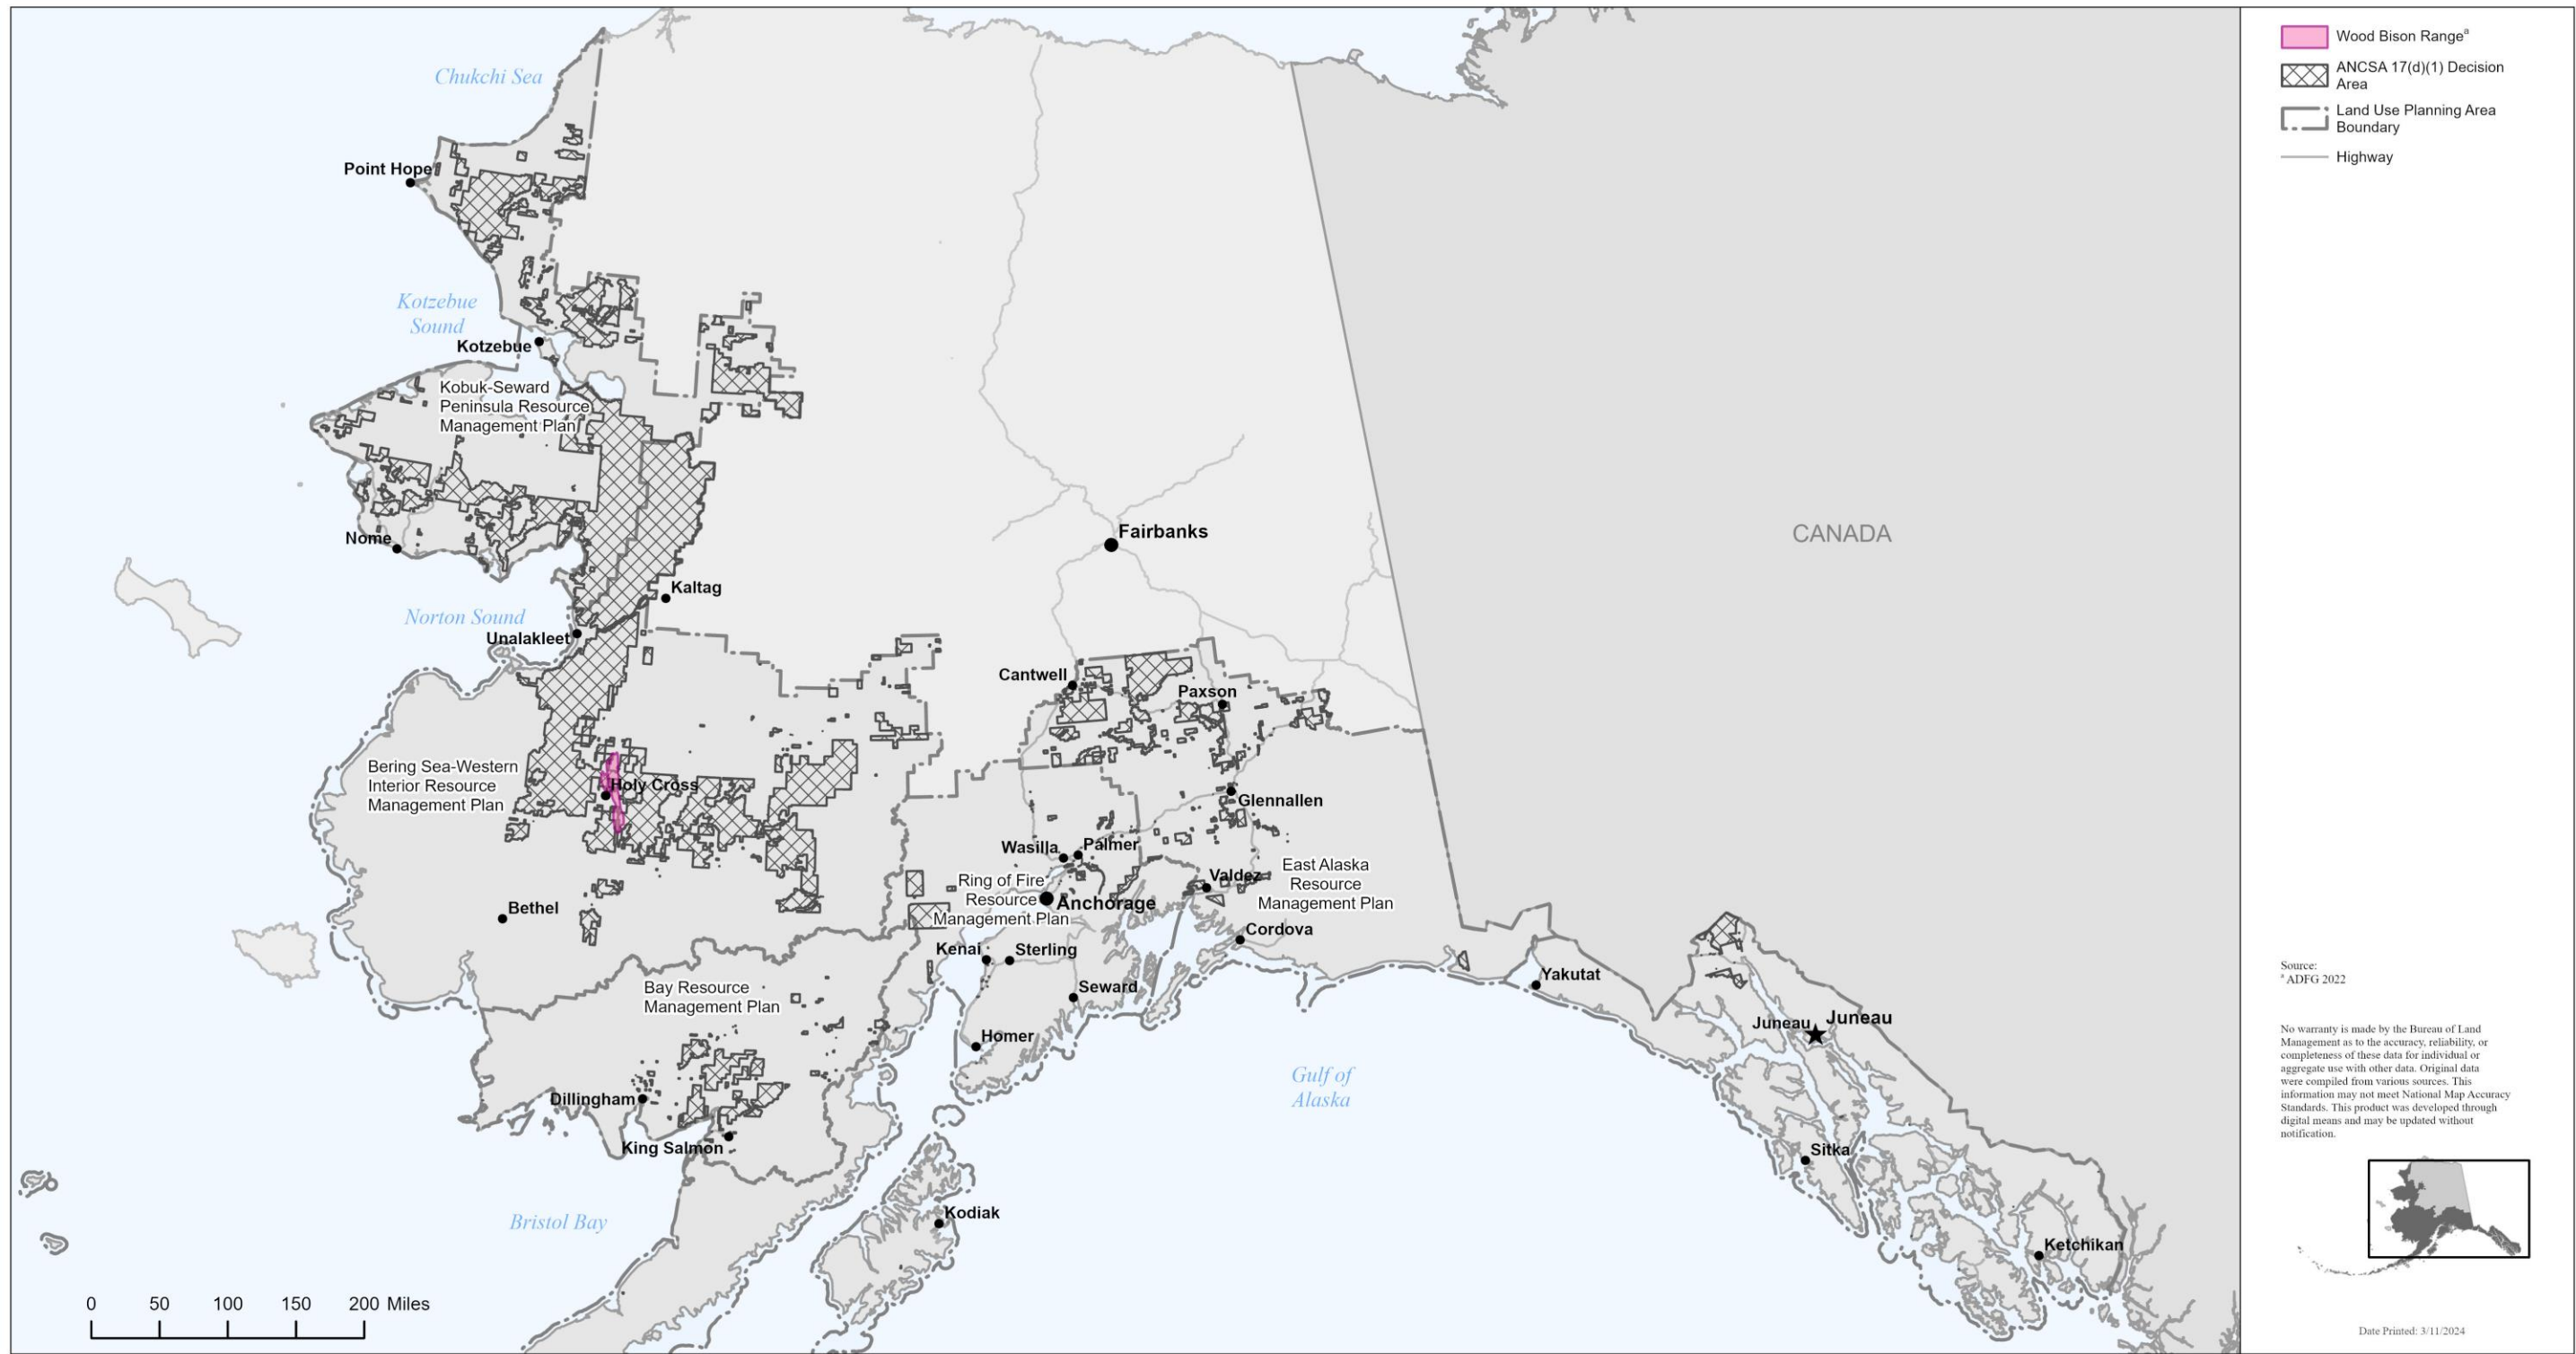 Chukchi Sea
Point Hope
Kotzebue
Sound
Kotzebue
Kobuk-Seward
Peninsula Resource
Management Plan
Nome
Fairbanks
CANADA
Kaltag
Norton Sound
Unalakleet
Cantwell
Paxson
Bering Sea-Western
Interior Resource
Management Plan
Holy Cross
Glennallen
Wasilla
Palmer
Ring of Fire
Resource
Management Plan
Anchorage
Valdez
East Alaska
Resource
Management Plan
Bethel
Cordova
Kenai
Sterling
Yakutat
Bay Resource
Management Plan
Seward
Juneau
Juneau
Homer
Gulf of
Alaska
Dillingham
King Salmon
Sitka
Bristol Bay
Kodiak
Ketchikan
0 50 100 150 200 Miles
Wood Bison Rangeª
ANCSA 17(d)(1) Decision
Area
Land Use Planning Area
Boundary
Highway
Source:
ª ADFG 2022
No warranty is made by the Bureau of Land
Management as to the accuracy, reliability, or
completeness of these data for individual or
aggregate use with other data. Original data
were compiled from various sources. This
information may not meet National Map Accuracy
Standards. This product was developed through
digital means and may be updated without
notification.
Date Printed: 3/11/2024